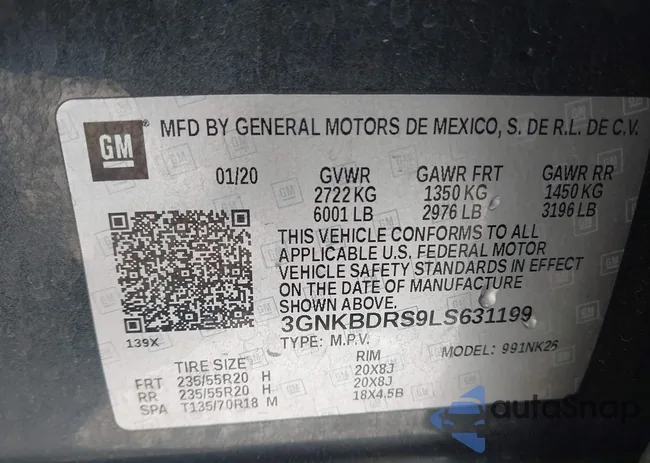 GM
MFD BY GENERAL MOTORS DE MEXICO, S. DE R.L. DE C.V.
01/20 GVWR GAWR FRT GAWR RR
2722 KG 1350 KG 1450 KG
6001 LB 2976 LB 3196 LB
THIS VEHICLE CONFORMS TO ALL
APPLICABLE U.S. FEDERAL MOTOR
VEHICLE SAFETY STANDARDS IN EFFECT
ON THE DATE OF MANUFACTURE
SHOWN ABOVE.
139X 3GNKBDRS9LS631199
TYPE: M.P.V. MODEL: 991NK26
TIRE SIZE RIM
FRT 235/55R20 H 20X8J
RR 235/55R20 H 20X8J
SPA T135/70R18 M 18X4.5B
autoSnap